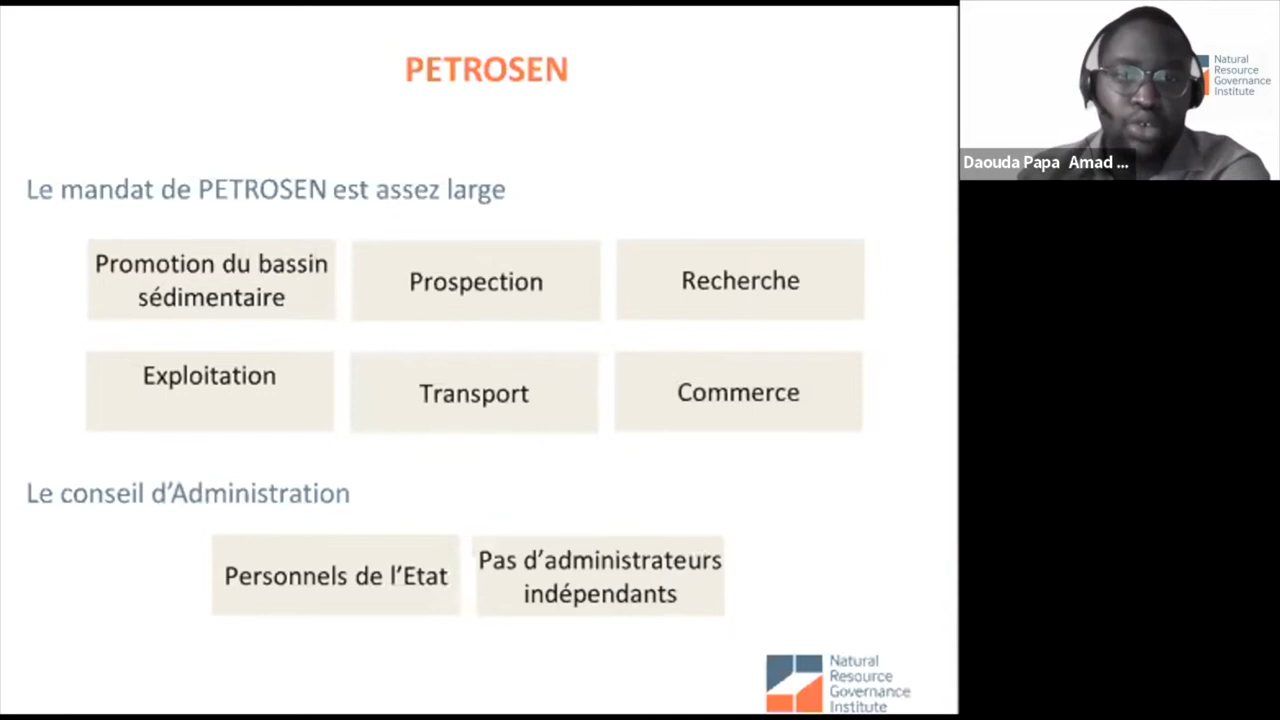 PETROSEN
Le mandat de PETROSEN est assez large
Promotion du bassin
sédimentaire
Prospection
Recherche
Exploitation
Transport
Commerce
Le conseil d’Administration
Personnels de l’Etat
Pas d’administrateurs
indépendants
Natural
Resource
Governance
Institute
Natural
Resource
Governance
Institute
Daouda Papa Amad ...